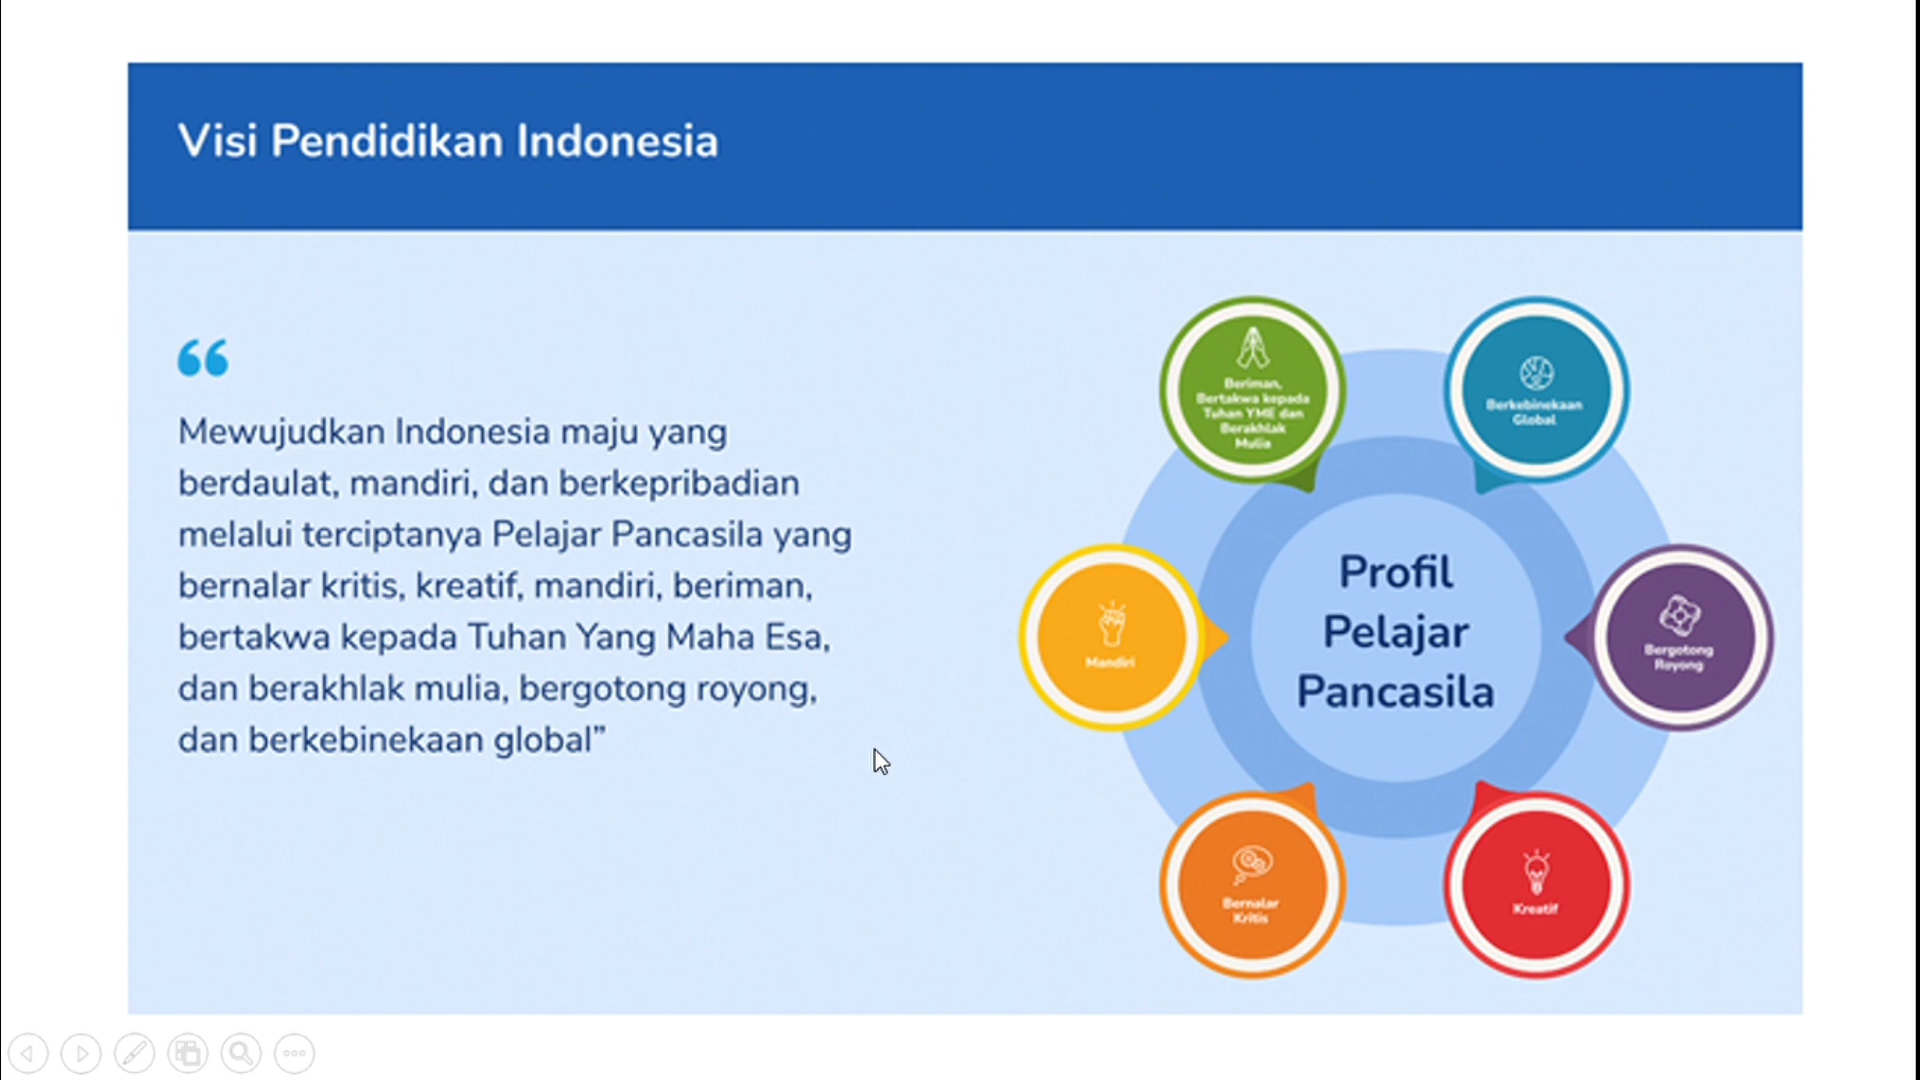 Visi Pendidikan Indonesia
“
Mewujudkan Indonesia maju yang
berdaulat, mandiri, dan berkepribadian
melalui terciptanya Pelajar Pancasila yang
bernalar kritis, kreatif, mandiri, beriman,
bertakwa kepada Tuhan Yang Maha Esa,
dan berakhlak mulia, bergotong royong,
dan berkebinekaan global”
Beriman,
Bertakwa kepada
Tuhan YME dan
Berakhlak
Mulia
Berkebinekaan
Global
Mandiri
Profil
Pelajar
Pancasila
Bergotong
Royong
Bernalar
Kritis
Kreatif